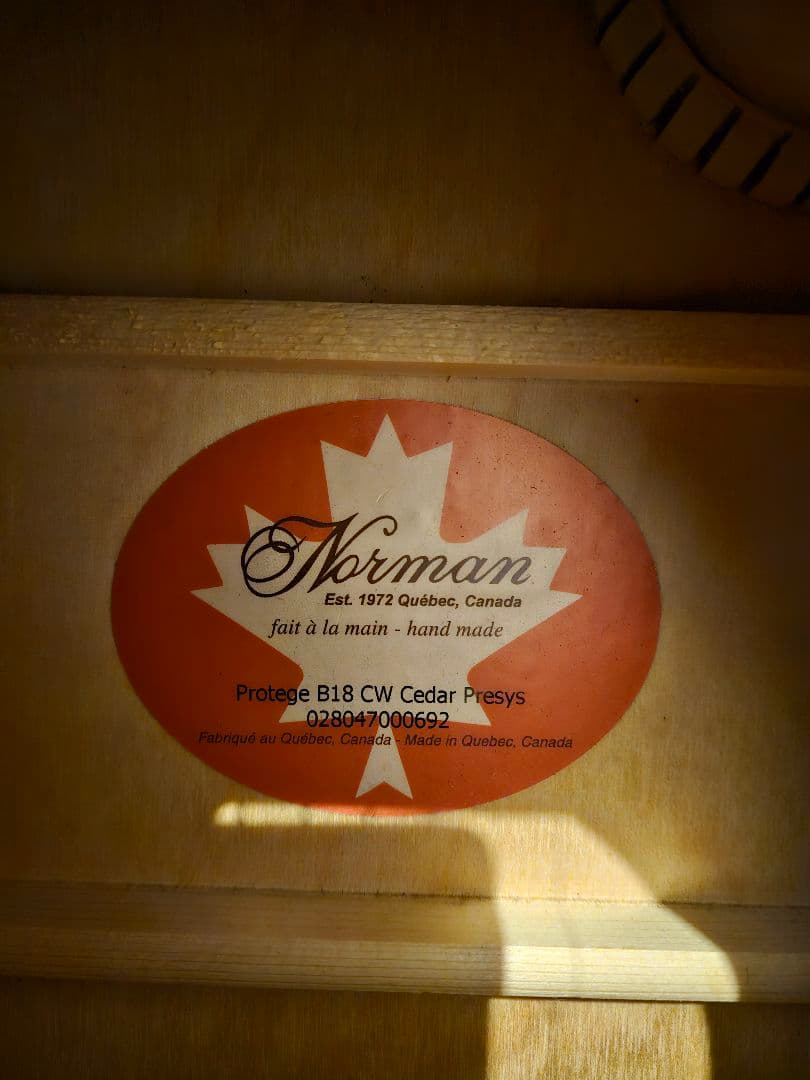 Norman
Est. 1972 Québec, Canada
fait à la main - hand made
Protege B18 CW Cedar Presys
028047000692
Fabriqué au Québec, Canada - Made in Quebec, Canada